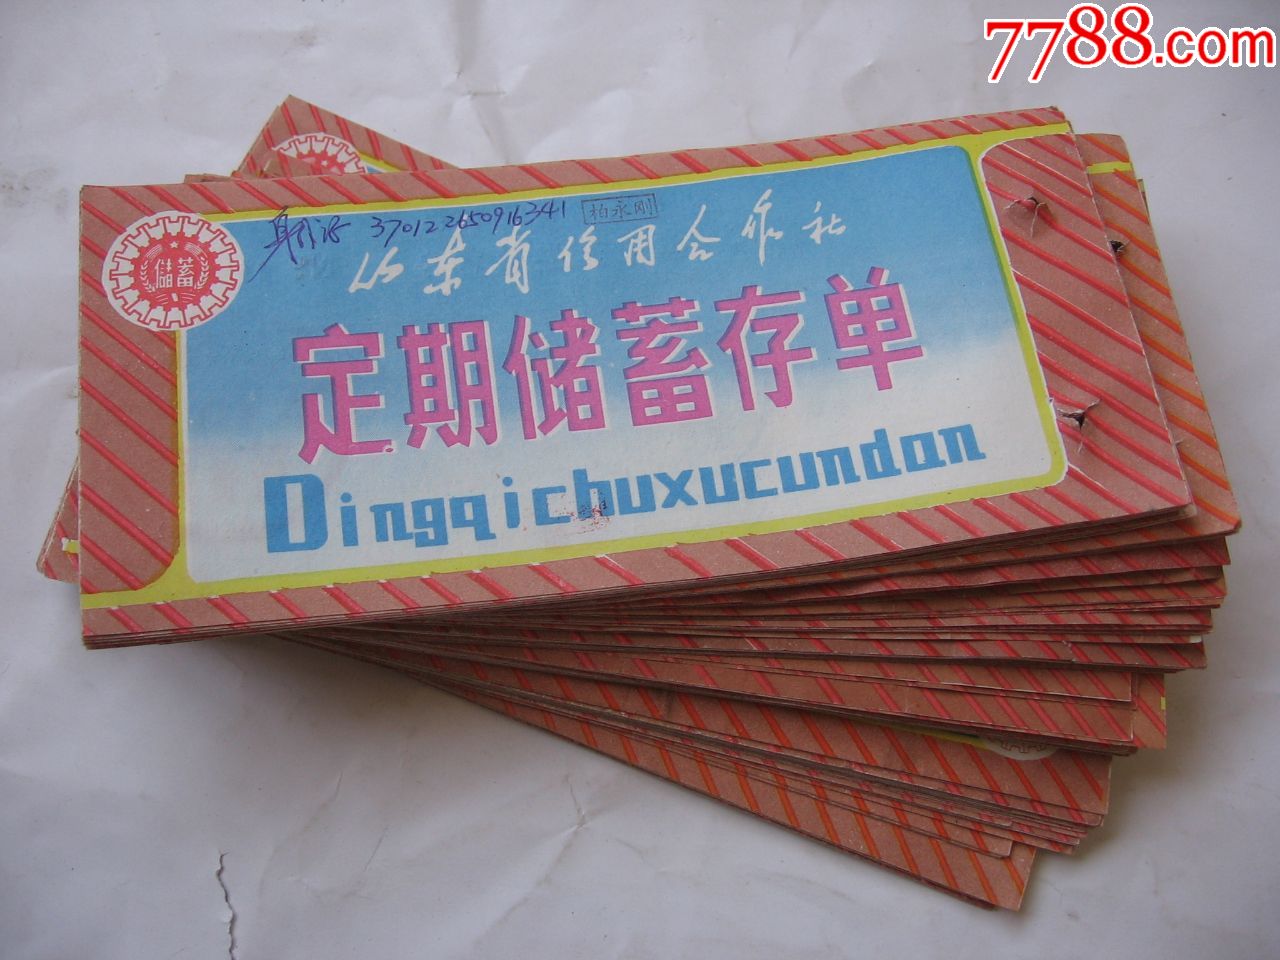 7788.com
身份证 370122650916341 柏永刚
山东省信用合作社
儲蓄
定期储蓄存单
Dingqichuxucundan